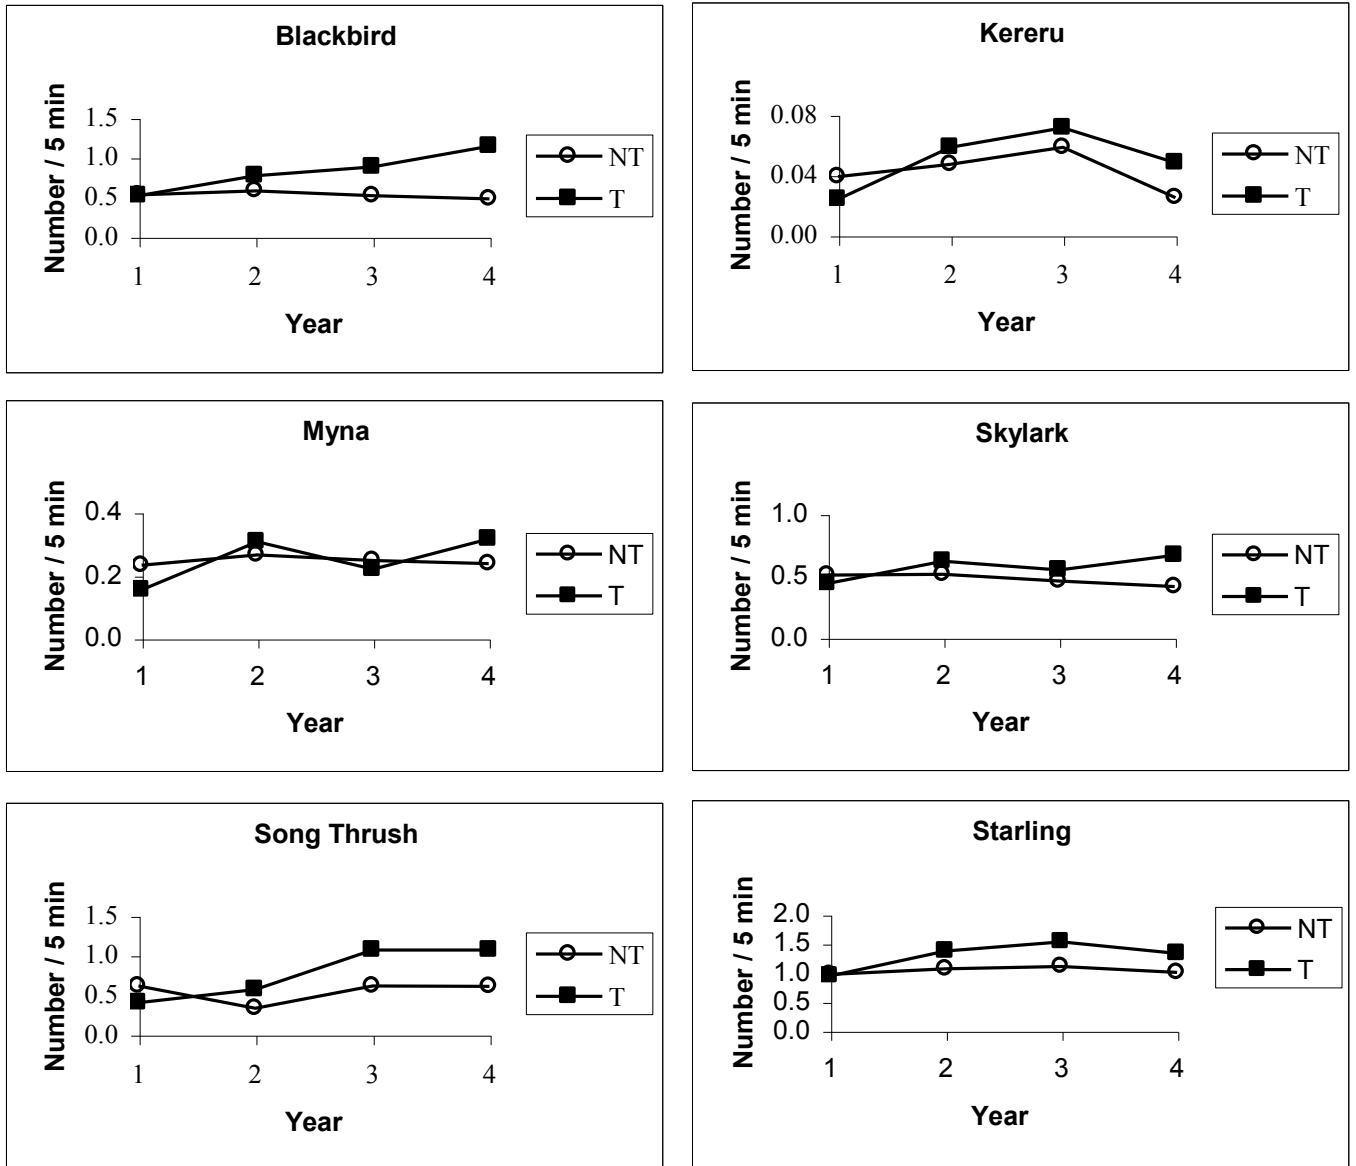 Blackbird
Number / 5 min
1.5
1.0
0.5
0.0
1 2 3 4
Year
NT
T
Kereru
Number / 5 min
0.08
0.04
0.00
1 2 3 4
Year
NT
T
Myna
Number / 5 min
0.4
0.2
0.0
1 2 3 4
Year
NT
T
Skylark
Number / 5 min
1.0
0.5
0.0
1 2 3 4
Year
NT
T
Song Thrush
Number / 5 min
1.5
1.0
0.5
0.0
1 2 3 4
Year
NT
T
Starling
Number / 5 min
2.0
1.5
1.0
0.5
0.0
1 2 3 4
Year
NT
T